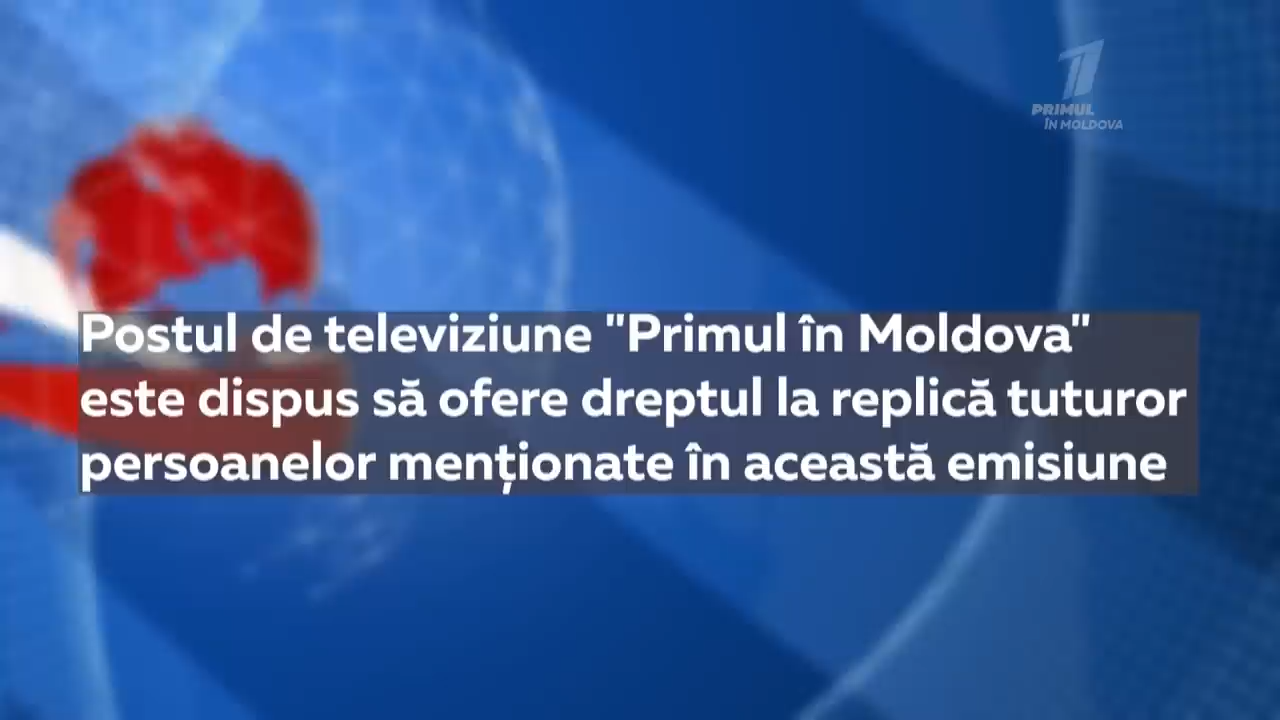 PRIMUL
ÎN MOLDOVA
Postul de televiziune "Primul în Moldova"
este dispus să ofere dreptul la replică tuturor
persoanelor menționate în această emisiune